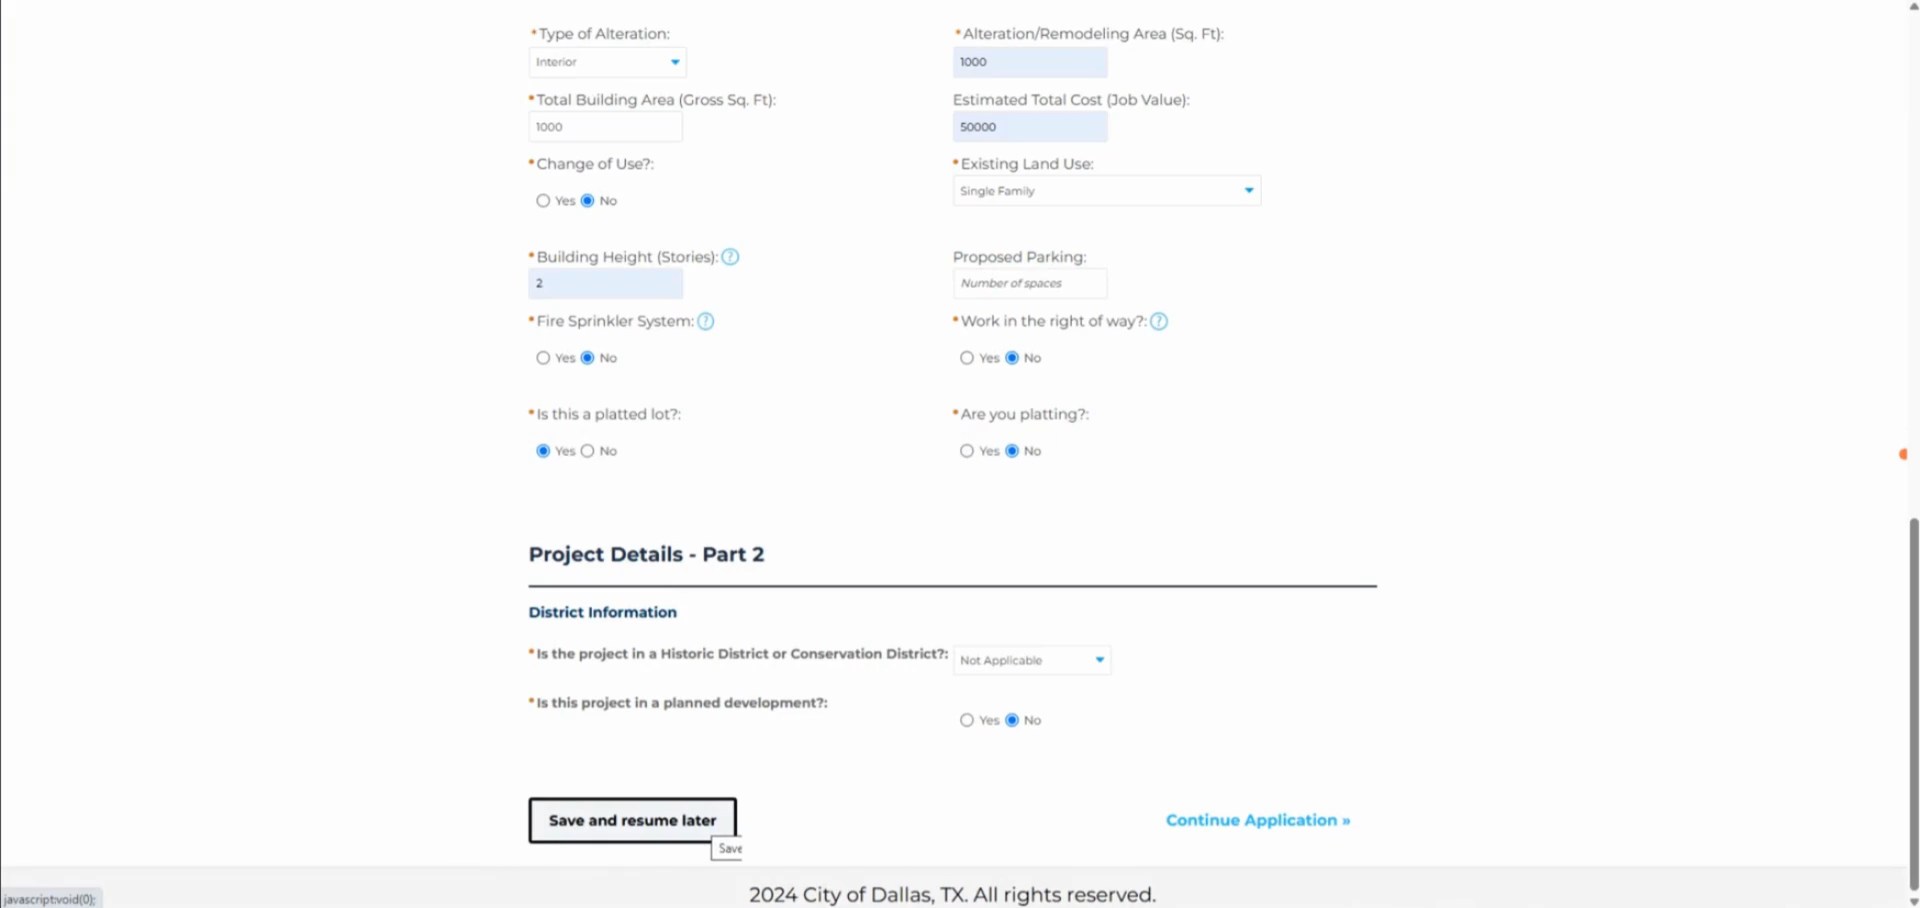 *Type of Alteration: *Alteration/Remodeling Area (Sq. Ft):
Interior 1000
*Total Building Area (Gross Sq. Ft): Estimated Total Cost (Job Value):
1000 50000
*Change of Use?: *Existing Land Use:
Yes No Single Family
*Building Height (Stories): ? Proposed Parking:
2 Number of spaces
*Fire Sprinkler System: ? *Work in the right of way?: ?
Yes No Yes No
*Is this a platted lot?: *Are you platting?:
Yes No Yes No
Project Details - Part 2
District Information
*Is the project in a Historic District or Conservation District?: Not Applicable
*Is this project in a planned development?:
Yes No
Save and resume later Continue Application »
Save
2024 City of Dallas, TX. All rights reserved.
javascript:void(0);